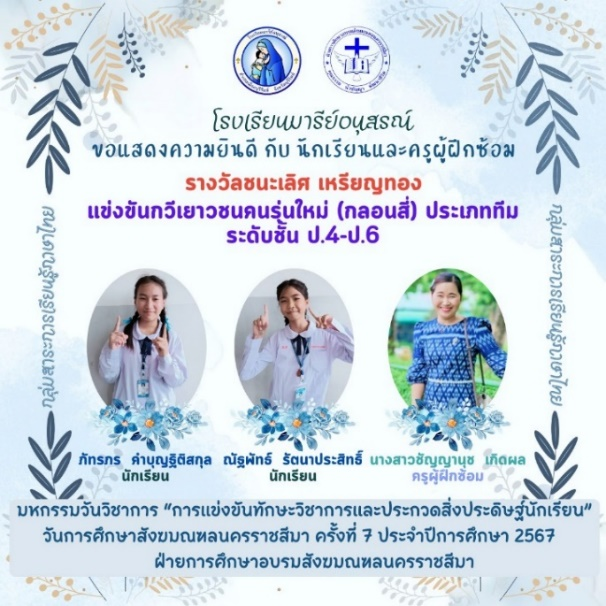 โรงเรียนมารีย์อนุสรณ์
ขอแสดงความยินดี กับ นักเรียนและครูผู้ฝึกซ้อม
รางวัลชนะเลิศ เหรียญทอง
แข่งขันกวีเยาวชนคนรุ่นใหม่ (กลอนสี่) ประเภททีม
ระดับชั้น ป.4-ป.6
กลุ่มสาระการเรียนรู้ภาษาไทย
กลุ่มสาระการเรียนรู้ภาษาไทย
ภัทรภร คำบุญฐิติสกุล
นักเรียน
ณัฐพัทธ์ รัตนาประสิทธิ์
นักเรียน
นางสาวชัญญานุช เกิดผล
ครูผู้ฝึกซ้อม
มหกรรมวันวิชาการ “การแข่งขันทักษะวิชาการและประกวดสิ่งประดิษฐ์นักเรียน”
วันการศึกษาสังฆมณฑลนครราชสีมา ครั้งที่ 7 ประจำปีการศึกษา 2567
ฝ่ายการศึกษาอบรมสังฆมณฑลนครราชสีมา